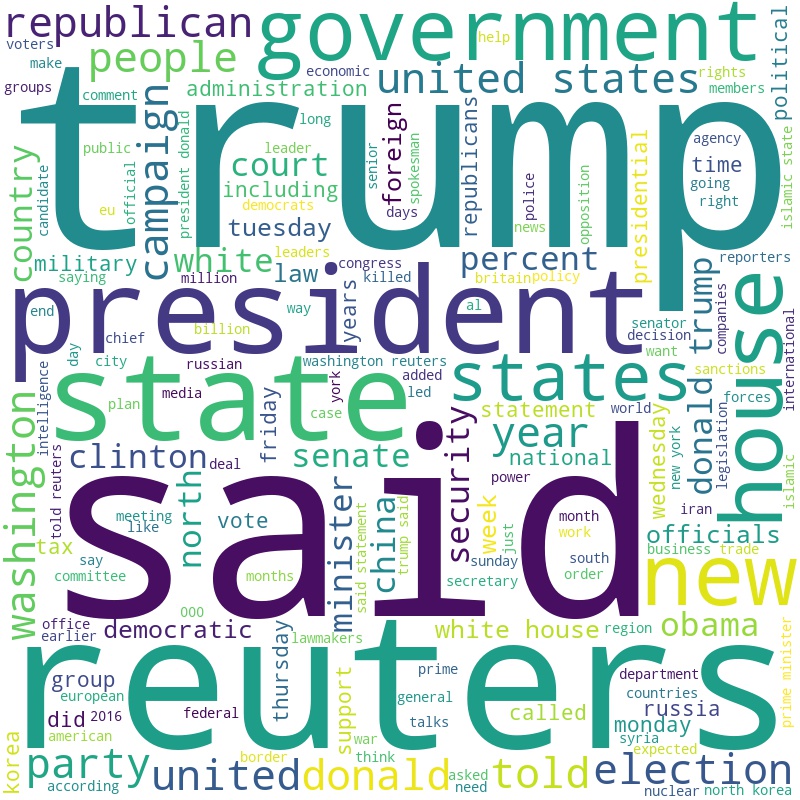 republican
government
help
political
voters
make
people
economic
united states
rights
groups
comment
administration
members
trump
campaign
long
foreign
republicans
agency
country
candidate
public
official
president donald
leader
court
senior
spokesman
presidential
time
islamic state
including
police
going
eu
democrats
days
news
opposition
right
tuesday
military
white
leaders
congress
percent
reporters
saying
million
law
killed
britain
policy
donald trump
companies
house
international
president
years
end
billion
way
al
senator
decision
chief
day
city
russian
washington reuters
want
sanctions
state
states
plan
media
york
added
led
forces
case
statement
world
washington
intelligence
friday
year
wednesday
new york
legislation
clinton
deal
senate
security
national
told reuters
north
minister
china
trump said
week
power
iran
islamic
said
meeting
like
vote
said statement
just
month
work
officials
tax
say
sunday
south
business
trade
committee
months
secretary
order
new
000
office
earlier
democratic
thursday
lawmakers
white house
region
obama
prime minister
reuters
group
european
support
prime
general
department
countries
did
2016
federal
talks
called
russia
korea
american
war
think
monday
syria
party
border
expected
according
united
donald
asked
need
told
election
nuclear
north korea